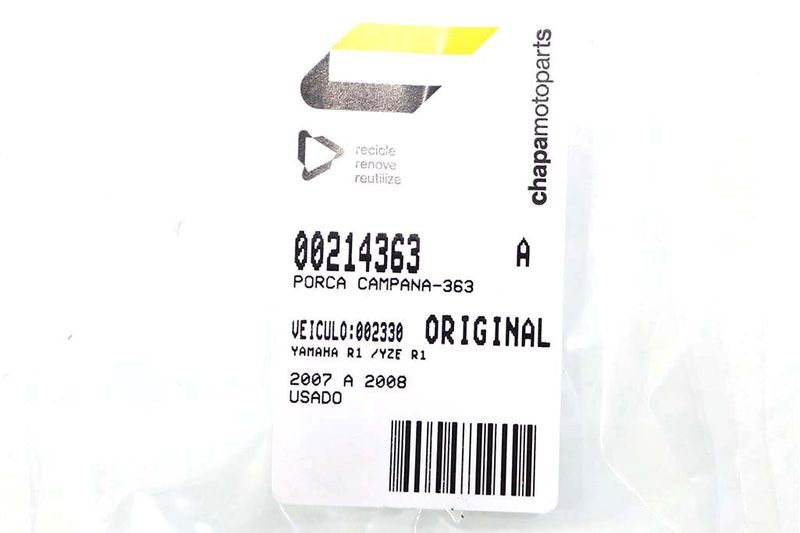 chapamotoparts
recicle
renove
reutilize
00214363 A
PORCA CAMPANA-363
VEICULO:002330 ORIGINAL
YAMAHA R1 /YZE R1
2007 A 2008
USADO